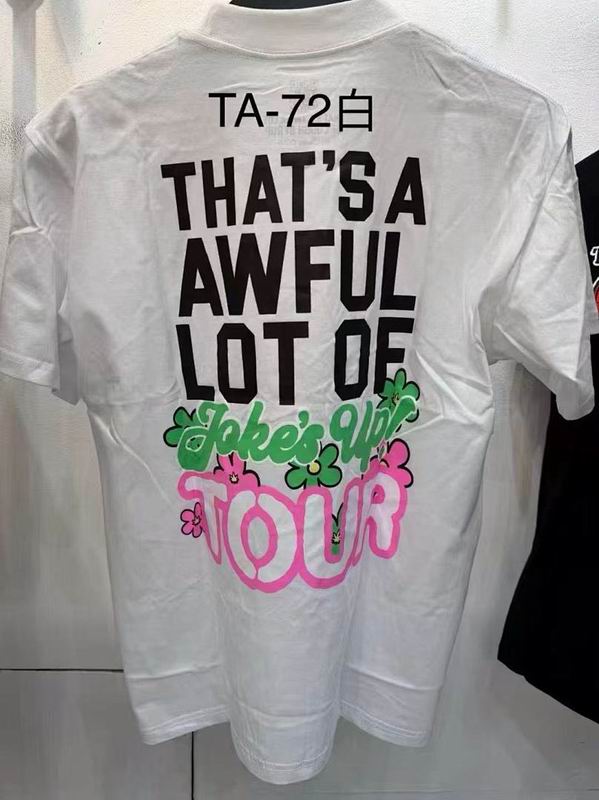 TA-72白
THAT'S A
AWFUL
LOT OF
Joke's Up!
TOUR